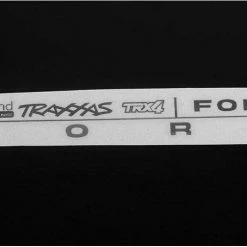 nd TRAXXAS TRX4 | FO
O R